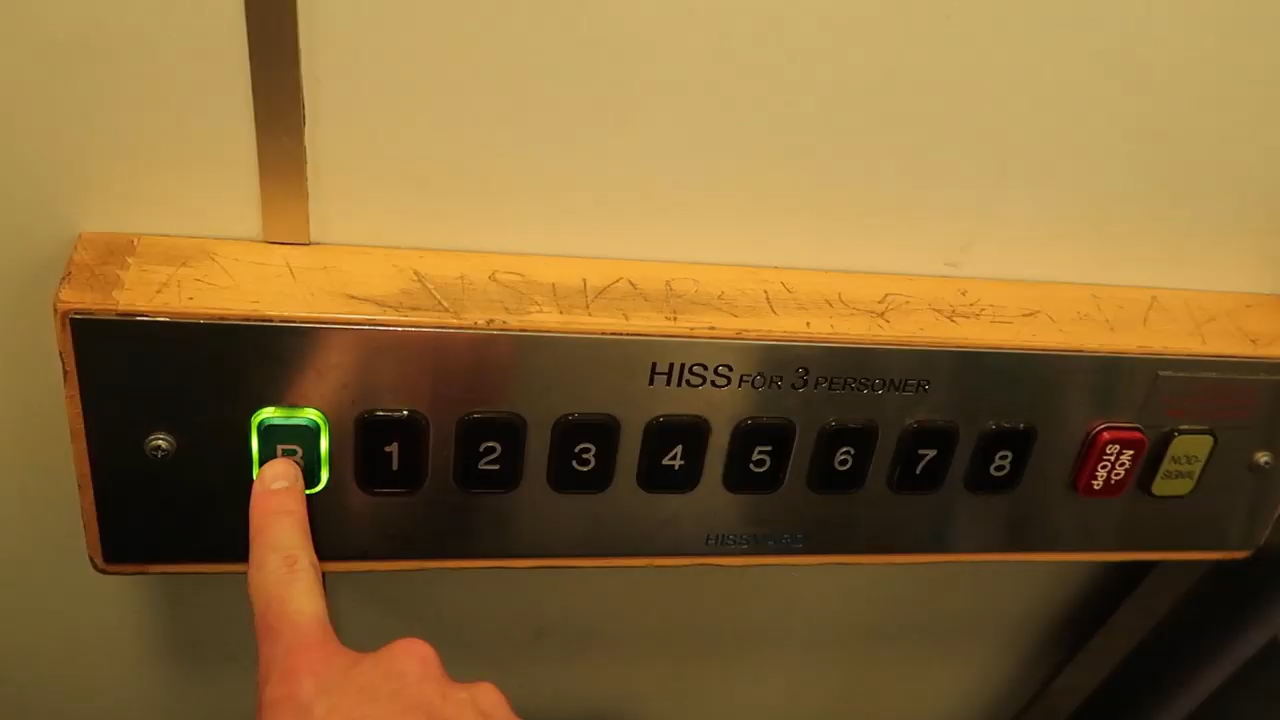 HISS FÖR 3 PERSONER
B 1 2 3 4 5 6 7 8
NÖD-
STOPP
NÖD-
SIGNAL